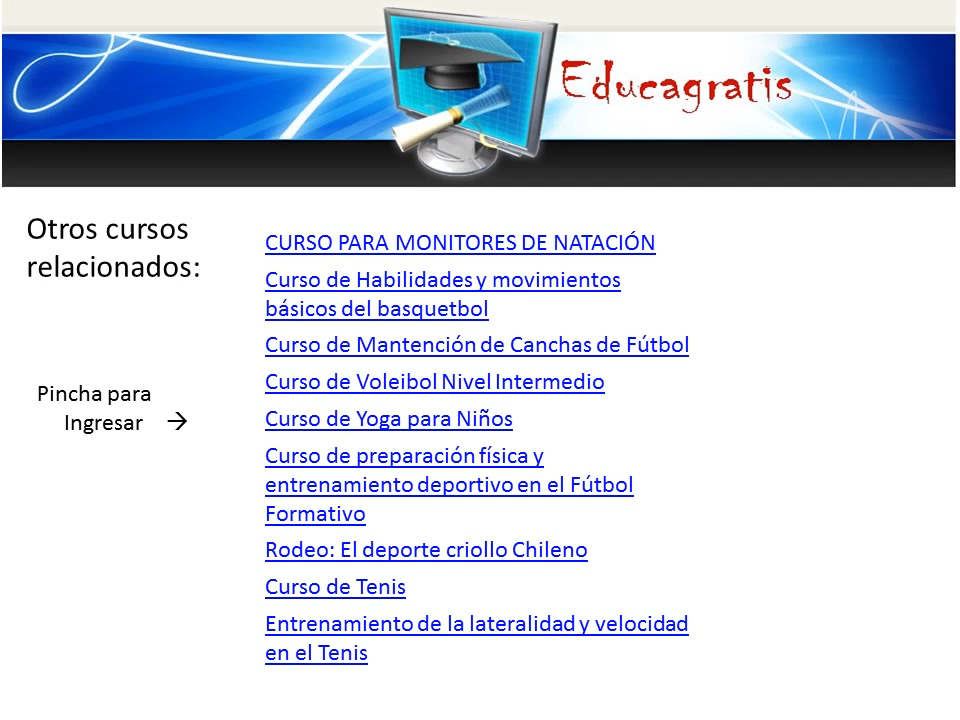 Educagratis
Otros cursos
relacionados:
Pincha para
Ingresar →
CURSO PARA MONITORES DE NATACIÓN
Curso de Habilidades y movimientos
básicos del basquetbol
Curso de Mantención de Canchas de Fútbol
Curso de Voleibol Nivel Intermedio
Curso de Yoga para Niños
Curso de preparación física y
entrenamiento deportivo en el Fútbol
Formativo
Rodeo: El deporte criollo Chileno
Curso de Tenis
Entrenamiento de la lateralidad y velocidad
en el Tenis